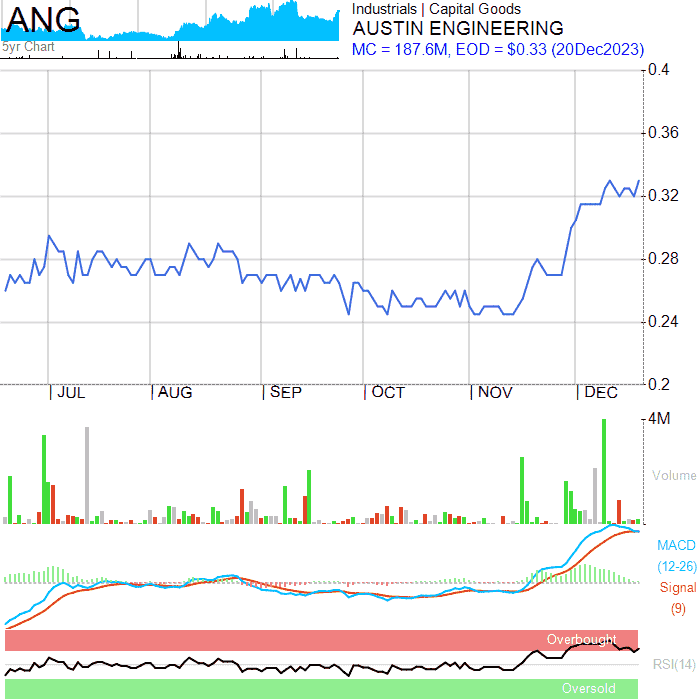 ANG
5yr Chart
Industrials | Capital Goods
AUSTIN ENGINEERING
MC = 187.6M, EOD = $0.33 (20Dec2023)
0.4
0.36
0.32
0.28
0.24
0.2
JUL AUG SEP OCT NOV DEC
4M
Volume
MACD
(12-26)
Signal
(9)
Overbought
RSI(14)
Oversold